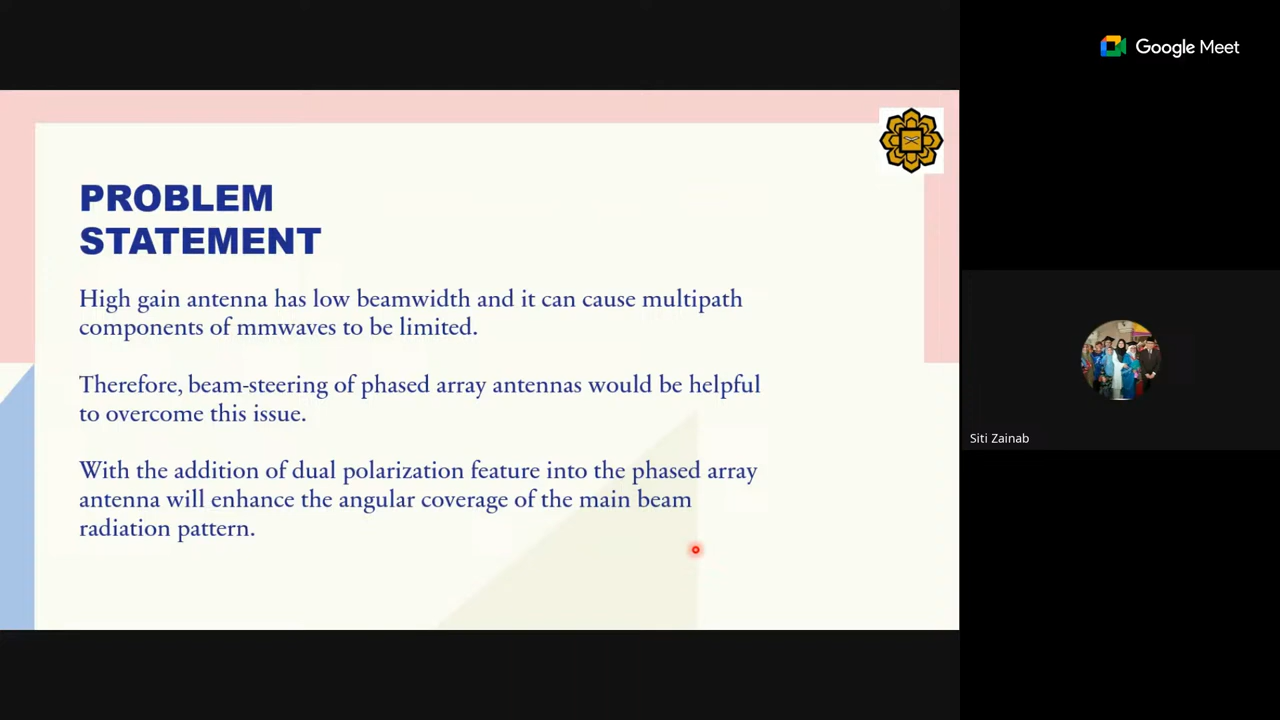 Google Meet
PROBLEM
STATEMENT
High gain antenna has low beamwidth and it can cause multipath
components of mmwaves to be limited.
Therefore, beam-steering of phased array antennas would be helpful
to overcome this issue.
With the addition of dual polarization feature into the phased array
antenna will enhance the angular coverage of the main beam
radiation pattern.
Siti Zainab